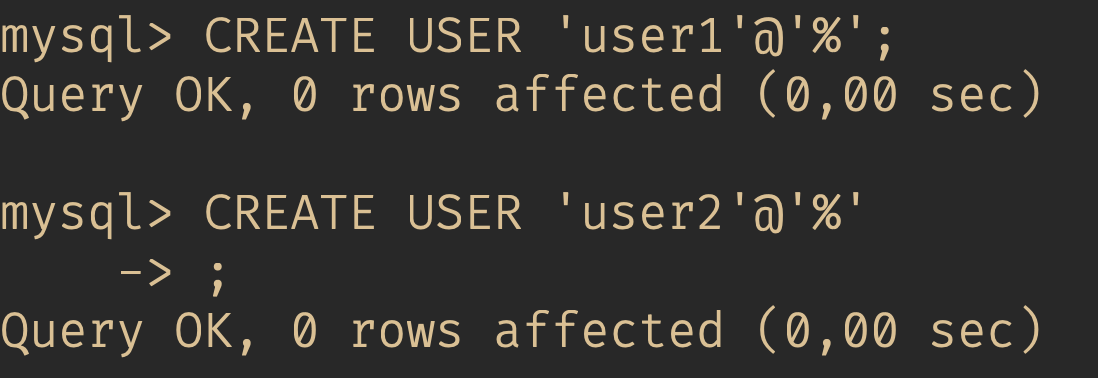 mysql> CREATE USER 'user1'@'%';
Query OK, 0 rows affected (0,00 sec)
mysql> CREATE USER 'user2'@'%'
    -> ;
Query OK, 0 rows affected (0,00 sec)